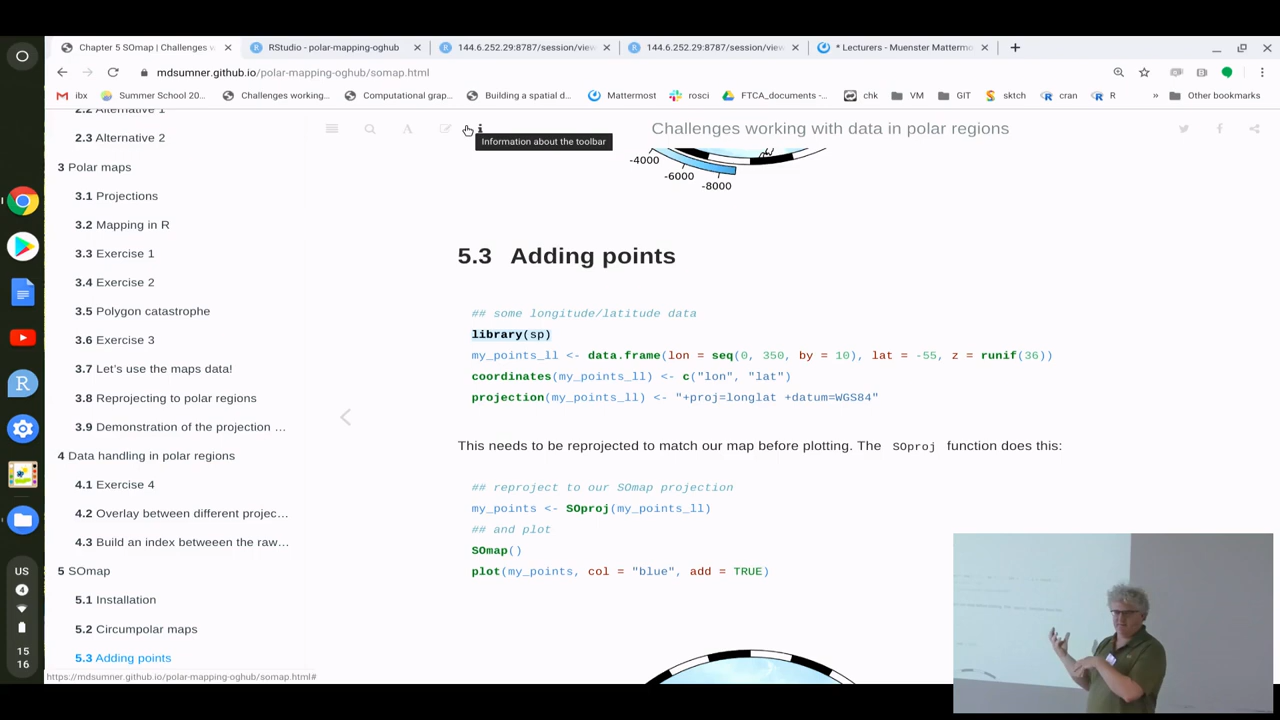 Chapter 5 SOmap | Challenges w
RStudio - polar-mapping-oghub
144.6.252.29:8787/session/view
144.6.252.29:8787/session/view
* Lecturers - Muenster Mattermo
mdsumner.github.io/polar-mapping-oghub/somap.html
ibx
Summer School 20...
Challenges working...
Computational grap...
Building a spatial d...
Mattermost
rosci
FTCA_documents -...
chk
VM
GIT
sktch
cran
R
»
Other bookmarks
2.2 Alternative 1
2.3 Alternative 2
3 Polar maps
3.1 Projections
3.2 Mapping in R
3.3 Exercise 1
3.4 Exercise 2
3.5 Polygon catastrophe
3.6 Exercise 3
3.7 Let's use the maps data!
3.8 Reprojecting to polar regions
3.9 Demonstration of the projection ...
4 Data handling in polar regions
4.1 Exercise 4
4.2 Overlay between different projec...
4.3 Build an index betweeen the raw...
5 SOmap
5.1 Installation
5.2 Circumpolar maps
5.3 Adding points
https://mdsumner.github.io/polar-mapping-oghub/somap.html#
A
i
Information about the toolbar
Challenges working with data in polar regions
-4000
-6000
-8000
5.3 Adding points
## some longitude/latitude data
library(sp)
my_points_ll <- data.frame(lon = seq(0, 350, by = 10), lat = -55, z = runif(36))
coordinates(my_points_ll) <- c("lon", "lat")
projection(my_points_ll) <- "+proj=longlat +datum=WGS84"
This needs to be reprojected to match our map before plotting. The SOproj function does this:
## reproject to our SOmap projection
my_points <- SOproj(my_points_ll)
## and plot
SOmap()
plot(my_points, col = "blue", add = TRUE)
US
4
15
16